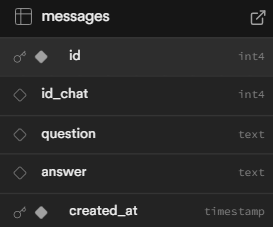 messages
id int4
id_chat int4
question text
answer text
created_at timestamp